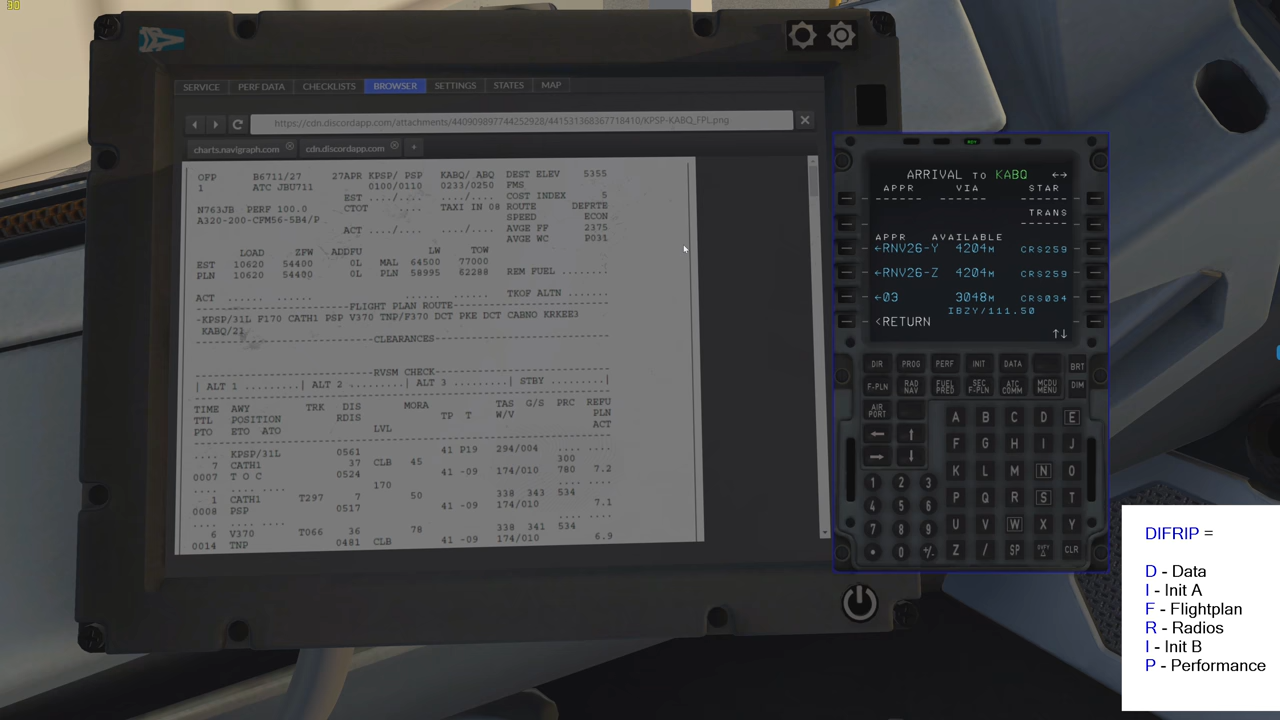 30
SERVICE PERF DATA CHECKLISTS BROWSER SETTINGS STATES MAP
https://cdn.discordapp.com/attachments/440909897744252928/441531368367718410/KPSP-KABQ_FPL.png
charts.navigraph.com cdn.discordapp.com +
OFP B6711/27 27APR KPSP/ PSP KABQ/ ABQ DEST ELEV 5355
1 ATC JBU711 0100/0110 0233/0250 FMS
EST ..../.... ..../.... COST INDEX 5
N763JB PERF 100.0 CTOT .... TAXI IN 08 ROUTE DEFRTE
A320-200-CFM56-5B4/P SPEED ECON
ACT ..../.... ..../.... AVGE FF 2375
AVGE WC P031
LOAD ZFW ADDFU LW TOW
EST 10620 54400 0L MAL 64500 77000
PLN 10620 54400 0L PLN 58995 62288 REM FUEL .......
ACT ...... ...... ...... ...... TKOF ALTN .......
FLIGHT PLAN ROUTE
-KPSP/31L F170 CATH1 PSP V370 TNP/F370 DCT PKE DCT CABNO KRKEE3
KABQ/21
CLEARANCES
RVSM CHECK
| ALT 1 ..........| ALT 2 ..........| ALT 3 ..........| STBY ..........|
TIME AWY TRK DIS MORA TAS G/S PRC REFU
TTL POSITION RDIS TP T W/V PLN
PTO ETO ATO LVL ACT
KPSP/31L 0561 41 P19 294/004 .... ....
7 CATH1 37 CLB 45 300
0007 T O C 0524 41 -09 174/010 780 7.2
.... .... .... 170 .... ....
1 CATH1 T297 7 50 338 343 534
0008 PSP 0517 41 -09 174/010 7.1
.... .... .... .... ....
6 V370 T066 36 78 338 341 534
0014 TNP 0481 CLB 41 -09 174/010 6.9
ARRIVAL TO KABQ ←→
APPR VIA STAR
------ ------ ------
TRANS
------
APPR AVAILABLE
←RNV26-Y 4204M CRS259
←RNV26-Z 4204M CRS259
←03 3048M CRS034
IBZY/111.50
<RETURN
↑↓
DIR PROG PERF INIT DATA BRT
F-PLN RAD NAV FUEL PRED SEC F-PLN ATC COMM MCDU MENU DIM
AIR PORT
A B C D E
← ↑ F G H I J
→ ↓ K L M N O
1 2 3 P Q R S T
4 5 6 U V W X Y
7 8 9 Z / SP OVFY △ CLR
• 0 +/-
DIFRIP =
D - Data
I - Init A
F - Flightplan
R - Radios
I - Init B
P - Performance